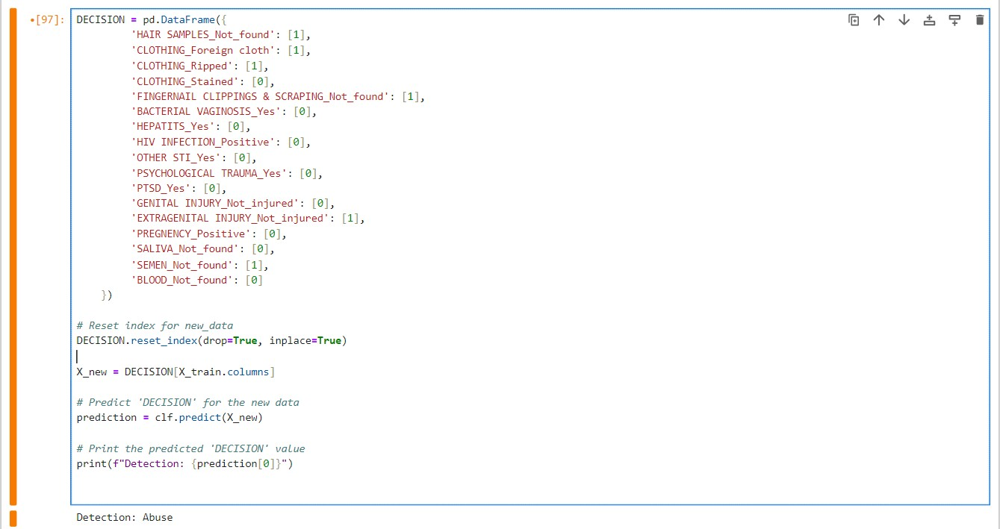 [97]:
DECISION = pd.DataFrame({
'HAIR SAMPLES_Not_found': [1],
'CLOTHING_Foreign cloth': [1],
'CLOTHING_Ripped': [1],
'CLOTHING_Stained': [0],
'FINGERNAIL CLIPPINGS & SCRAPING_Not_found': [1],
'BACTERIAL VAGINOSIS_Yes': [0],
'HEPATITS_Yes': [0],
'HIV INFECTION_Positive': [0],
'OTHER STI_Yes': [0],
'PSYCHOLOGICAL TRAUMA_Yes': [0],
'PTSD_Yes': [0],
'GENITAL INJURY_Not_injured': [0],
'EXTRAGENITAL INJURY_Not_injured': [1],
'PREGNENCY_Positive': [0],
'SALIVA_Not_found': [0],
'SEMEN_Not_found': [1],
'BLOOD_Not_found': [0]
})
# Reset index for new_data
DECISION.reset_index(drop=True, inplace=True)
X_new = DECISION[X_train.columns]
# Predict 'DECISION' for the new data
prediction = clf.predict(X_new)
# Print the predicted 'DECISION' value
print(f"Detection: {prediction[0]}")
Detection: Abuse